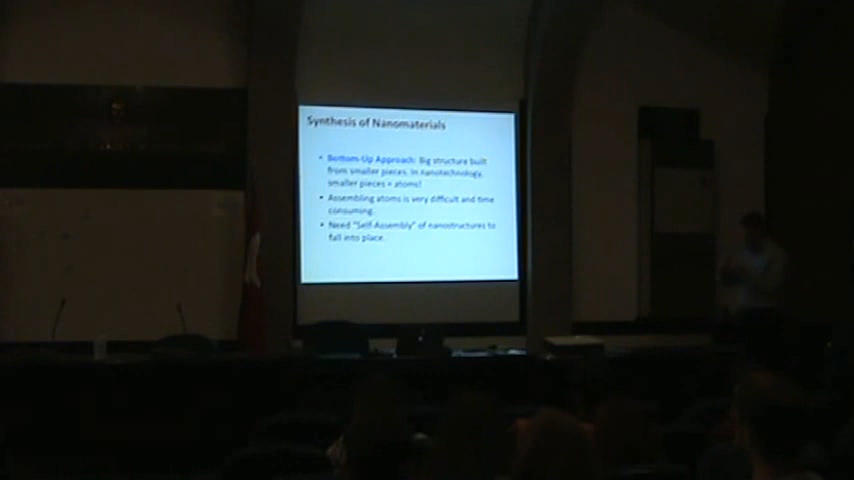 Synthesis of Nanomaterials
• Bottom-Up Approach: Big structure built
from smaller pieces. In nanotechnology,
smaller pieces = atoms!
• Assembling atoms is very difficult and time
consuming.
• Need "Self-Assembly" of nanostructures to
fall into place.